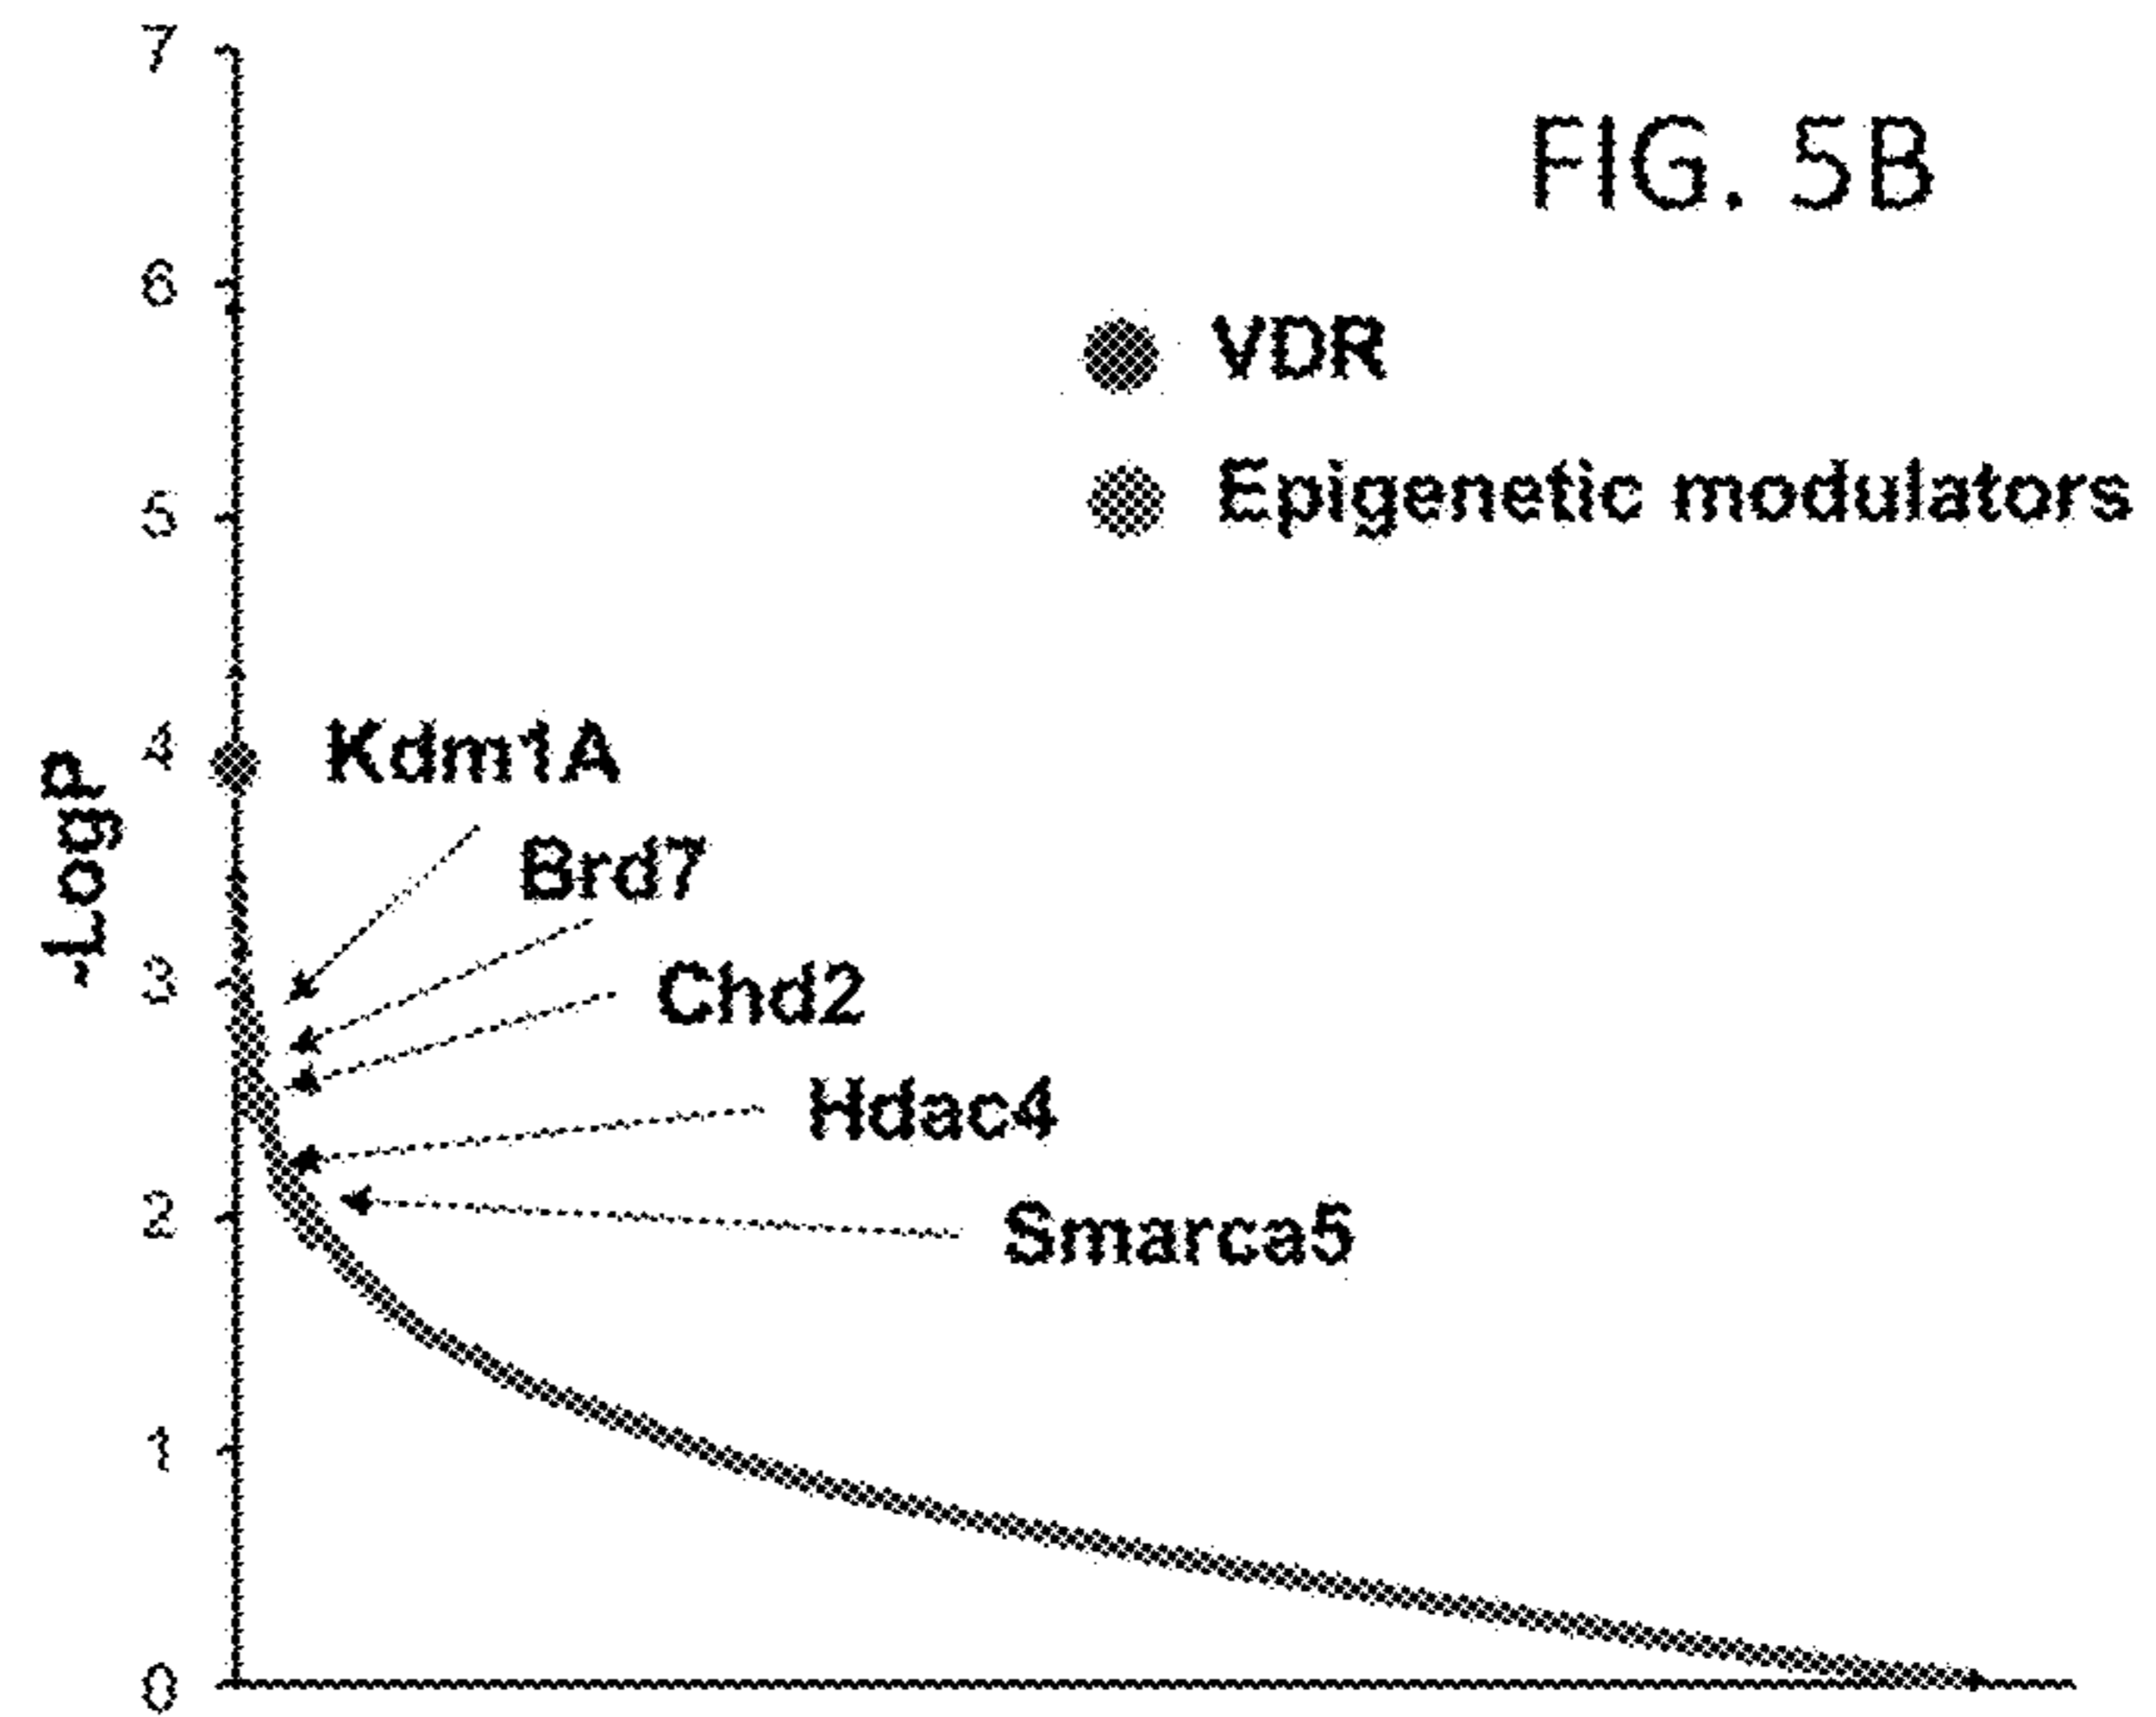 FIG. 5B
7
6
5
4
3
2
1
0
-LogP
VDR
Epigenetic modulators
Kdm1A
Brd7
Chd2
Hdac4
Smarca5